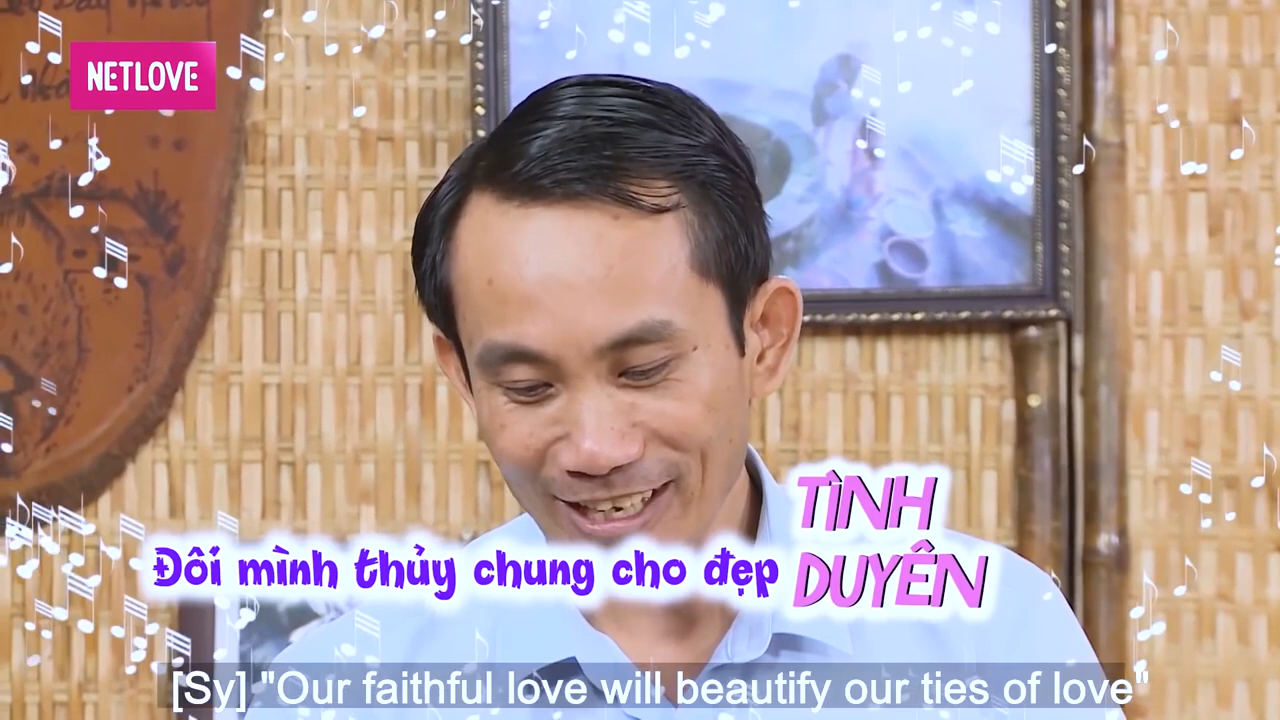 NETLOVE
Đôi mình thủy chung cho đẹp
TÌNH
DUYÊN
[Sy] "Our faithful love will beautify our ties of love"